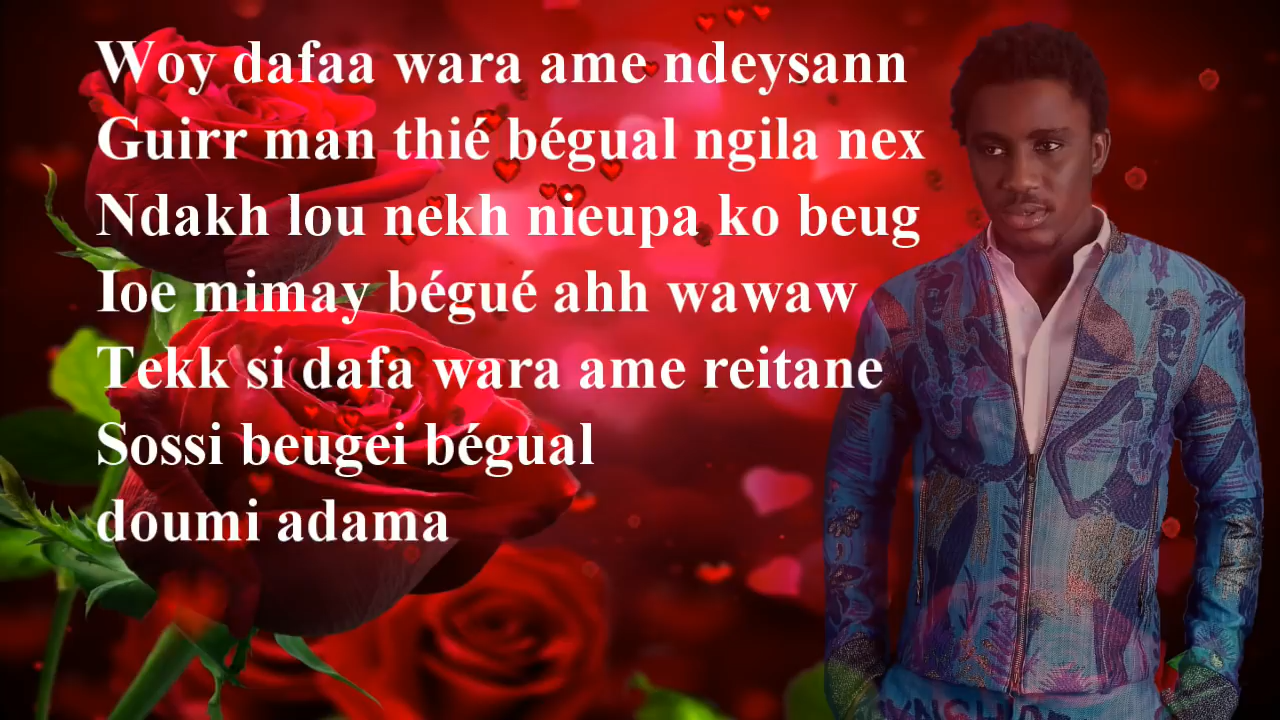 Woy dafaa wara ame ndeysann
Guirr man thié bégual ngila nex
Ndakh lou nekh nieupa ko beug
Ioe mimay bégué ahh wawaw
Tekk si dafa wara ame reitane
Sossi beugei bégual
doumi adama